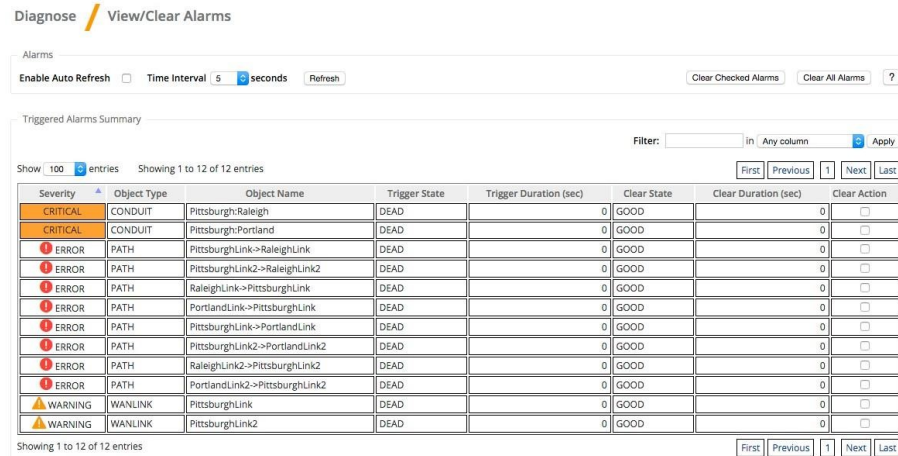 Diagnose / View/Clear Alarms
Alarms
Enable Auto Refresh Time Interval 5 seconds Refresh Clear Checked Alarms Clear All Alarms ?
Triggered Alarms Summary
Filter: in Any column Apply
Show 100 entries Showing 1 to 12 of 12 entries First Previous 1 Next Last
Severity Object Type Object Name Trigger State Trigger Duration (sec) Clear State Clear Duration (sec) Clear Action
CRITICAL CONDUIT Pittsburgh:Raleigh DEAD 0 GOOD 0
CRITICAL CONDUIT Pittsburgh:Portland DEAD 0 GOOD 0
ERROR PATH PittsburghLink->RaleighLink DEAD 0 GOOD 0
ERROR PATH PittsburghLink2->RaleighLink2 DEAD 0 GOOD 0
ERROR PATH RaleighLink->PittsburghLink DEAD 0 GOOD 0
ERROR PATH PortlandLink->PittsburghLink DEAD 0 GOOD 0
ERROR PATH PittsburghLink->PortlandLink DEAD 0 GOOD 0
ERROR PATH PittsburghLink2->PortlandLink2 DEAD 0 GOOD 0
ERROR PATH RaleighLink2->PittsburghLink2 DEAD 0 GOOD 0
ERROR PATH PortlandLink2->PittsburghLink2 DEAD 0 GOOD 0
WARNING WANLINK PittsburghLink DEAD 0 GOOD 0
WARNING WANLINK PittsburghLink2 DEAD 0 GOOD 0
Showing 1 to 12 of 12 entries First Previous 1 Next Last